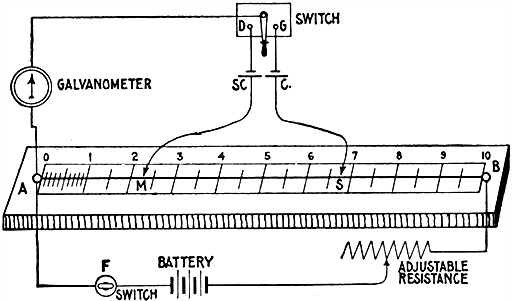 SWITCH
D G
GALVANOMETER
SC C.
0 1 2 3 4 5 6 7 8 9 10
A M S B
F
SWITCH
BATTERY
ADJUSTABLE
RESISTANCE